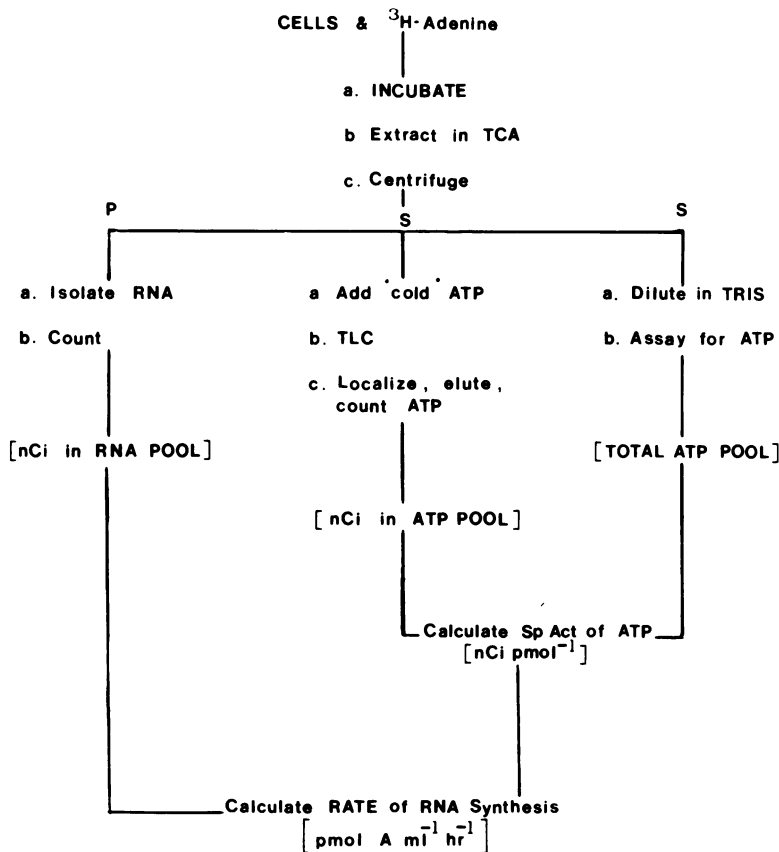 CELLS & ³H-Adenine
a. INCUBATE
b Extract in TCA
c. Centrifuge
P
S
S
a. Isolate RNA
b. Count
a Add "cold" ATP
b. TLC
c. Localize, elute,
count ATP
a. Dilute in TRIS
b. Assay for ATP
[nCi in RNA POOL]
[TOTAL ATP POOL]
[nCi in ATP POOL]
Calculate Sp Act of ATP
[nCi pmol⁻¹]
Calculate RATE of RNA Synthesis
[pmol A ml⁻¹ hr⁻¹]